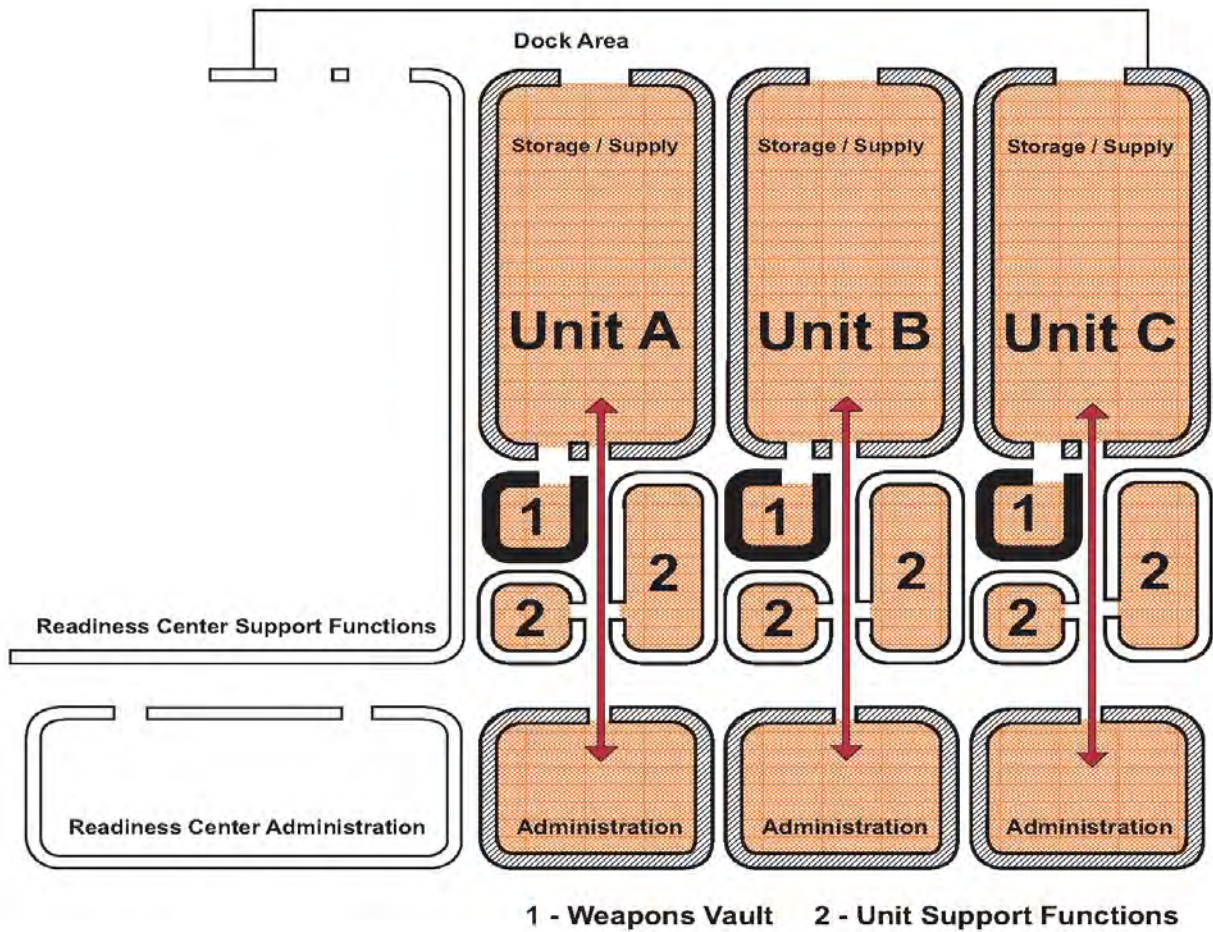 Dock Area
Storage / Supply
Storage / Supply
Storage / Supply
Unit A
Unit B
Unit C
1
1
1
2
2
2
2
2
2
Readiness Center Support Functions
Readiness Center Administration
Administration
Administration
Administration
1 - Weapons Vault
2 - Unit Support Functions